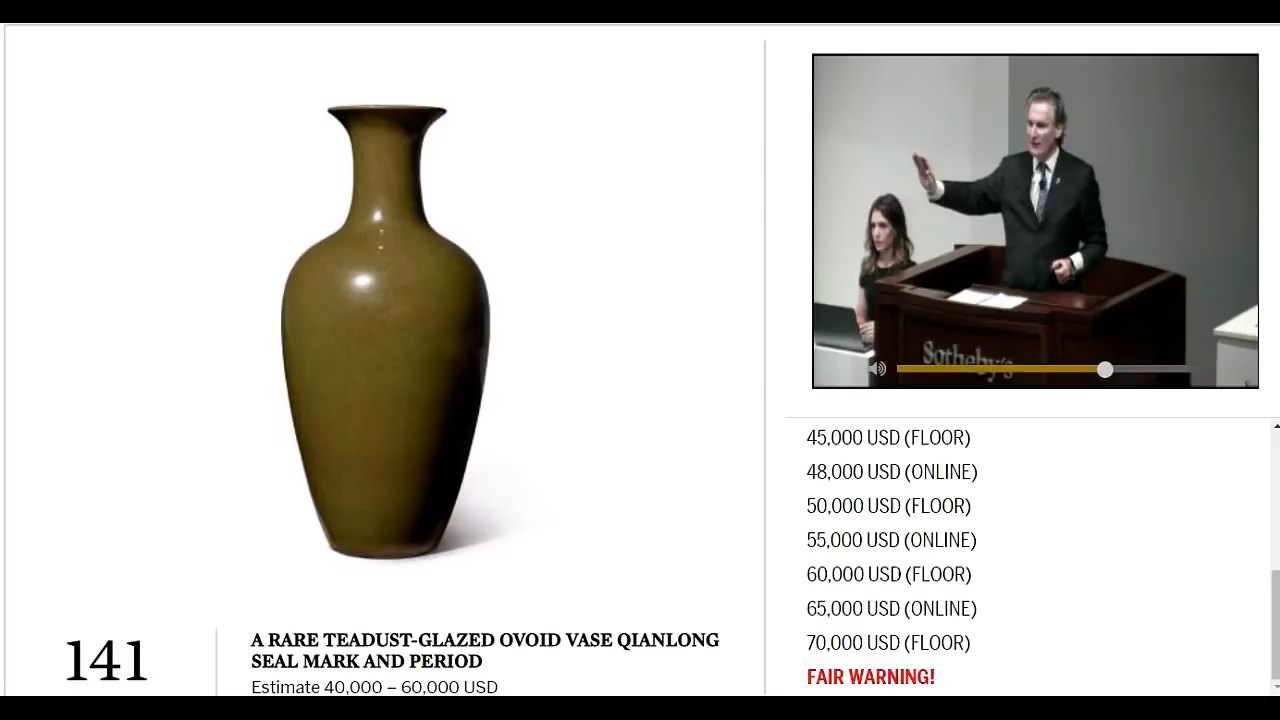 Sotheby's
45,000 USD (FLOOR)
48,000 USD (ONLINE)
50,000 USD (FLOOR)
55,000 USD (ONLINE)
60,000 USD (FLOOR)
65,000 USD (ONLINE)
70,000 USD (FLOOR)
FAIR WARNING!
141
A RARE TEADUST-GLAZED OVOID VASE QIANLONG
SEAL MARK AND PERIOD
Estimate 40,000 – 60,000 USD